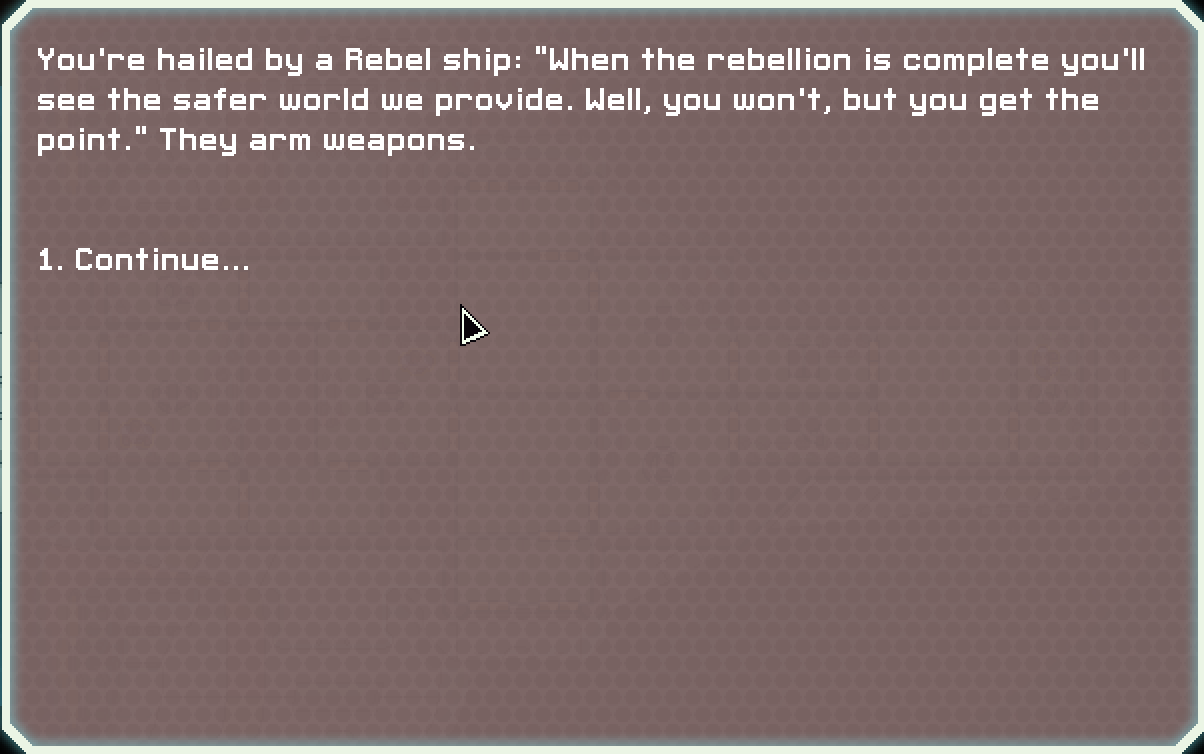 You're hailed by a Rebel ship: "When the rebellion is complete you'll
see the safer world we provide. Well, you won't, but you get the
point." They arm weapons.
1. Continue...